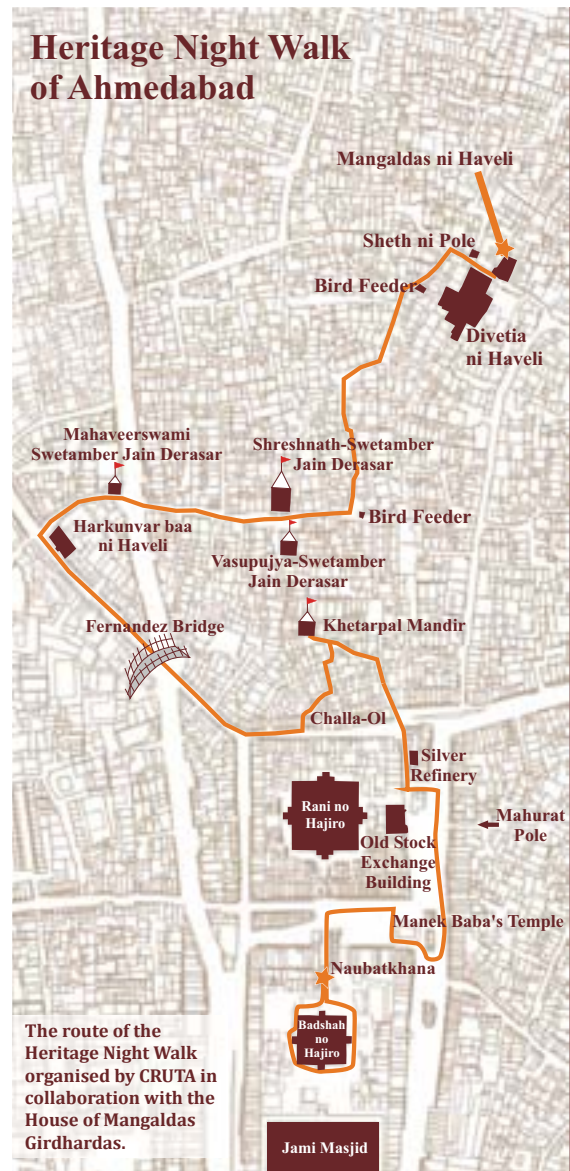 Heritage Night Walk
of Ahmedabad
Mangaldas ni Haveli
Sheth ni Pole
Bird Feeder
Divetia
ni Haveli
Mahaveerswami
Swetamber Jain Derasar
Shreshnath-Swetamber
Jain Derasar
Harkunvar baa
ni Haveli
Bird Feeder
Vasupujya-Swetamber
Jain Derasar
Fernandez Bridge
Khetarpal Mandir
Challa-Ol
Silver
Refinery
Rani no
Hajiro
Mahurat
Pole
Old Stock
Exchange
Building
Manek Baba's Temple
Naubatkhana
Badshah
no
Hajiro
The route of the
Heritage Night Walk
organised by CRUTA in
collaboration with the
House of Mangaldas
Girdhardas.
Jami Masjid